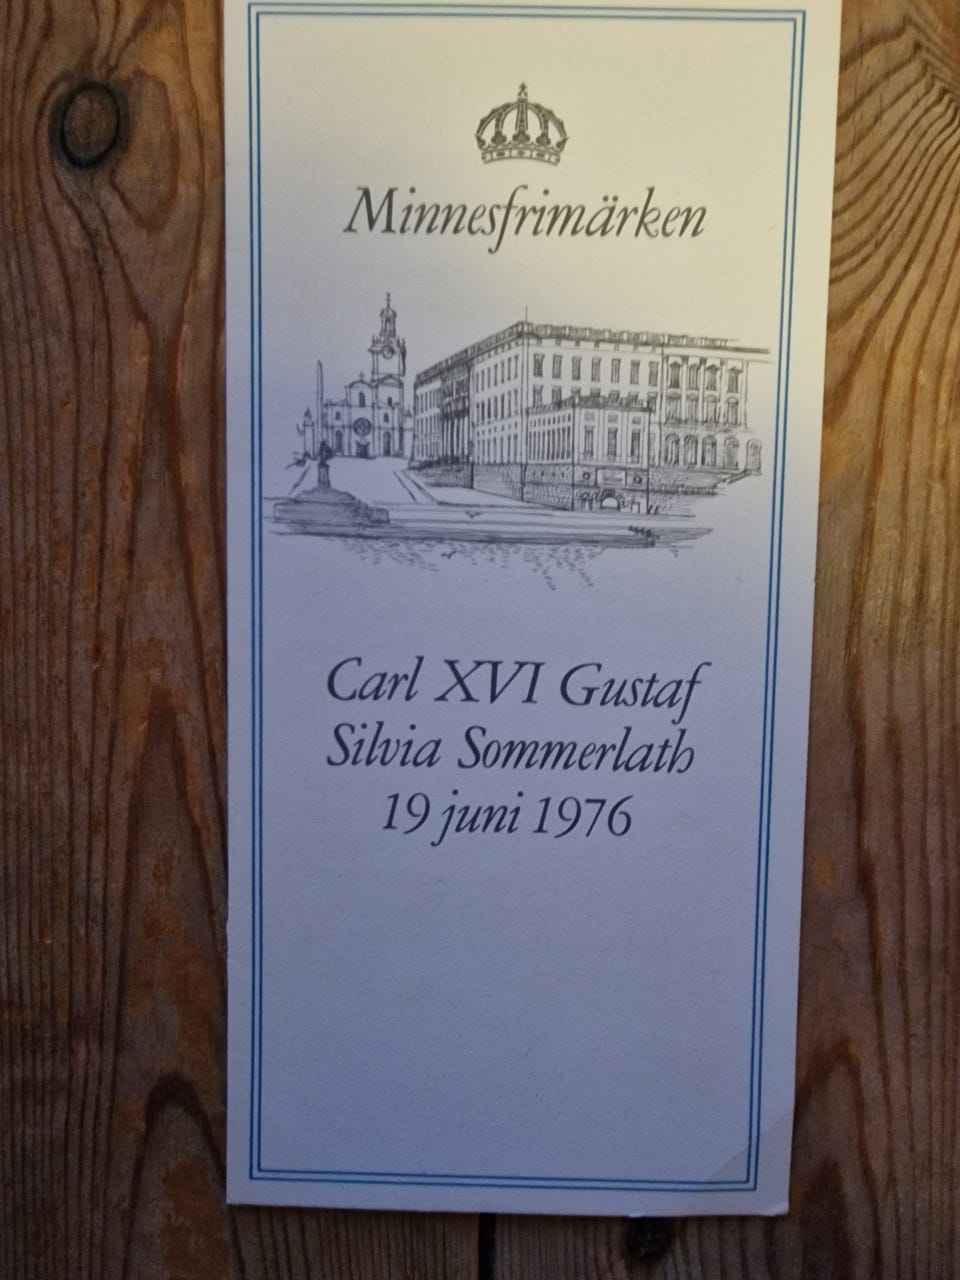 Minnesfrimärken
Carl XVI Gustaf
Silvia Sommerlath
19 juni 1976